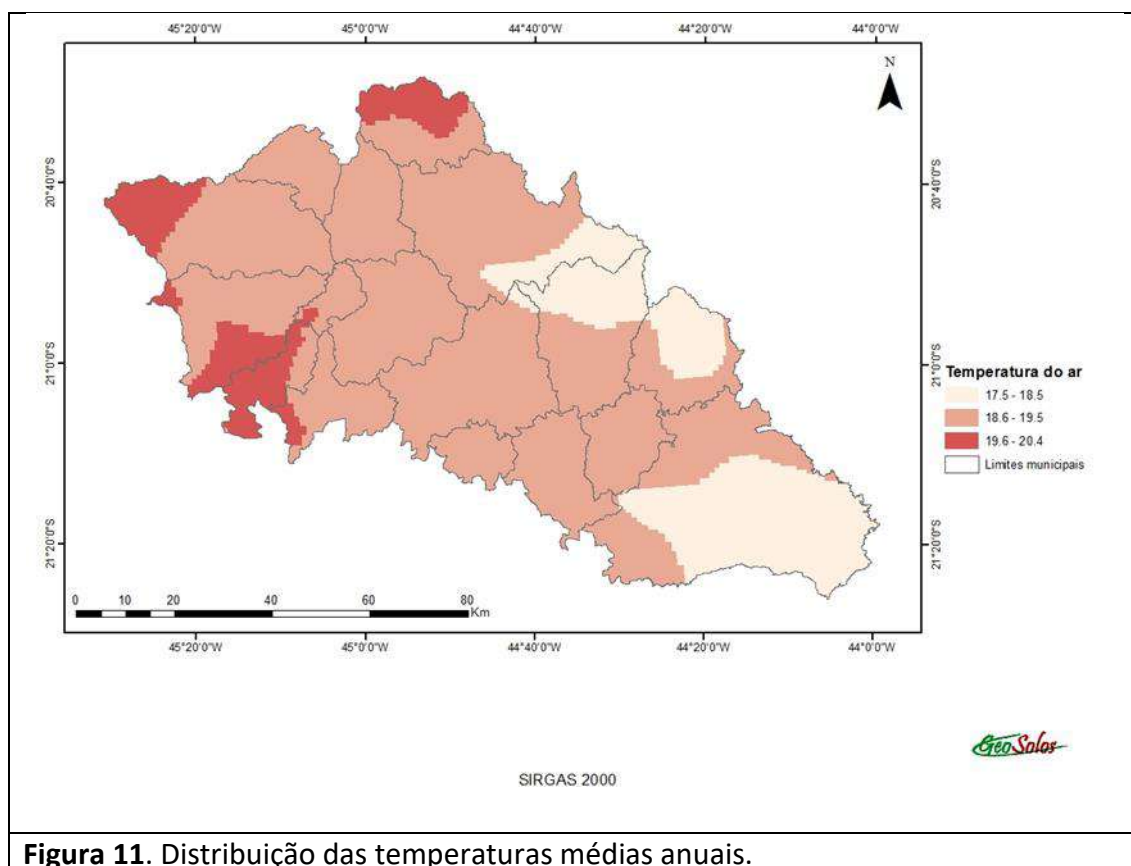 45°20'0"W 45°0'0"W 44°40'0"W 44°20'0"W 44°0'0"W
N
20°40'0"S 20°40'0"S
21°0'0"S 21°0'0"S
Temperatura do ar
17.5 - 18.5
18.6 - 19.5
19.6 - 20.4
Limites municipais
21°20'0"S 21°20'0"S
0 10 20 40 60 80
Km
45°20'0"W 45°0'0"W 44°40'0"W 44°20'0"W 44°0'0"W
GeoSolos
SIRGAS 2000
Figura 11. Distribuição das temperaturas médias anuais.